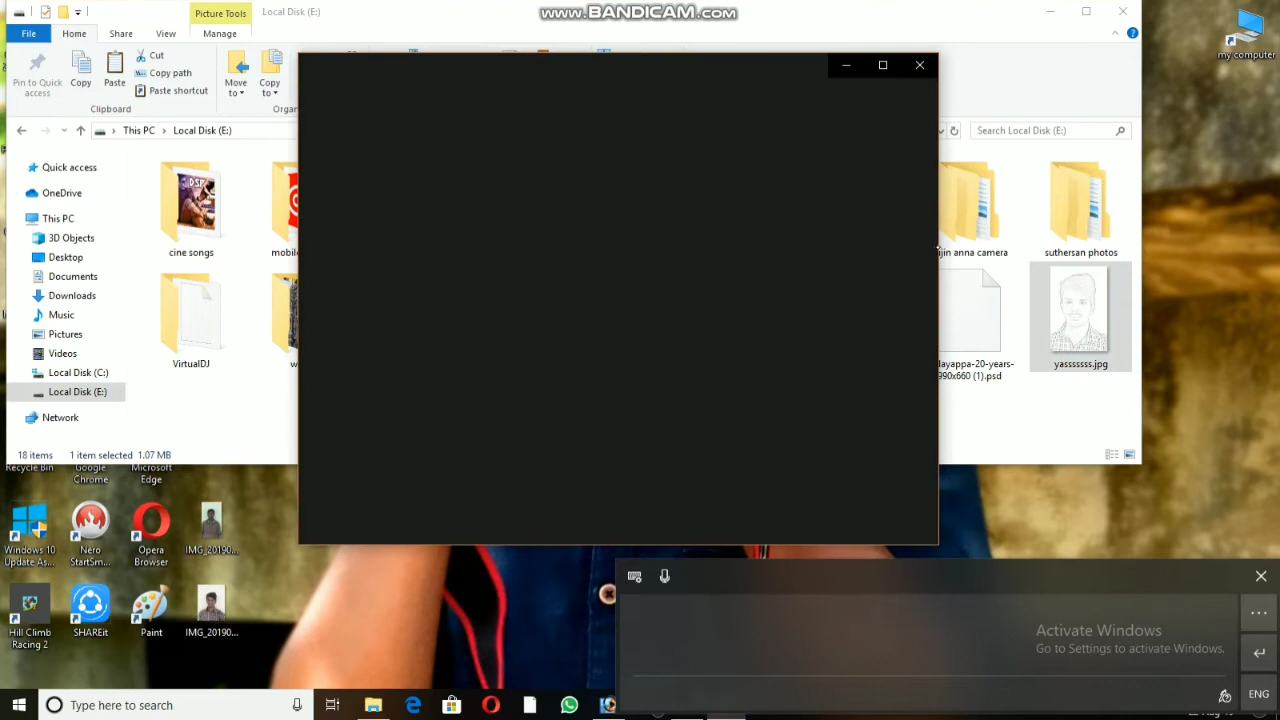 Picture Tools
Local Disk (E:)
www.BANDICAM.com
File
Home
Share
View
Manage
Pin to Quick
access
Copy
Paste
Cut
Copy path
Paste shortcut
Move
to
Copy
to
Clipboard
my computer
This PC
Local Disk (E:)
Search Local Disk (E:)
Quick access
OneDrive
This PC
3D Objects
Desktop
Documents
Downloads
Music
Pictures
Videos
Local Disk (C:)
Local Disk (E:)
Network
DSP
cine songs
anna camera
suthersan photos
VirtualDJ
yasssssss.jpg
18 items
1 item selected
1.07 MB
Recycle Bin
Google
Chrome
Microsoft
Edge
Windows 10
Update As...
Nero
StartSm...
Opera
Browser
IMG_20190...
Hill Climb
Racing 2
SHAREit
Paint
IMG_20190...
Activate Windows
Go to Settings to activate Windows.
ENG
Type here to search